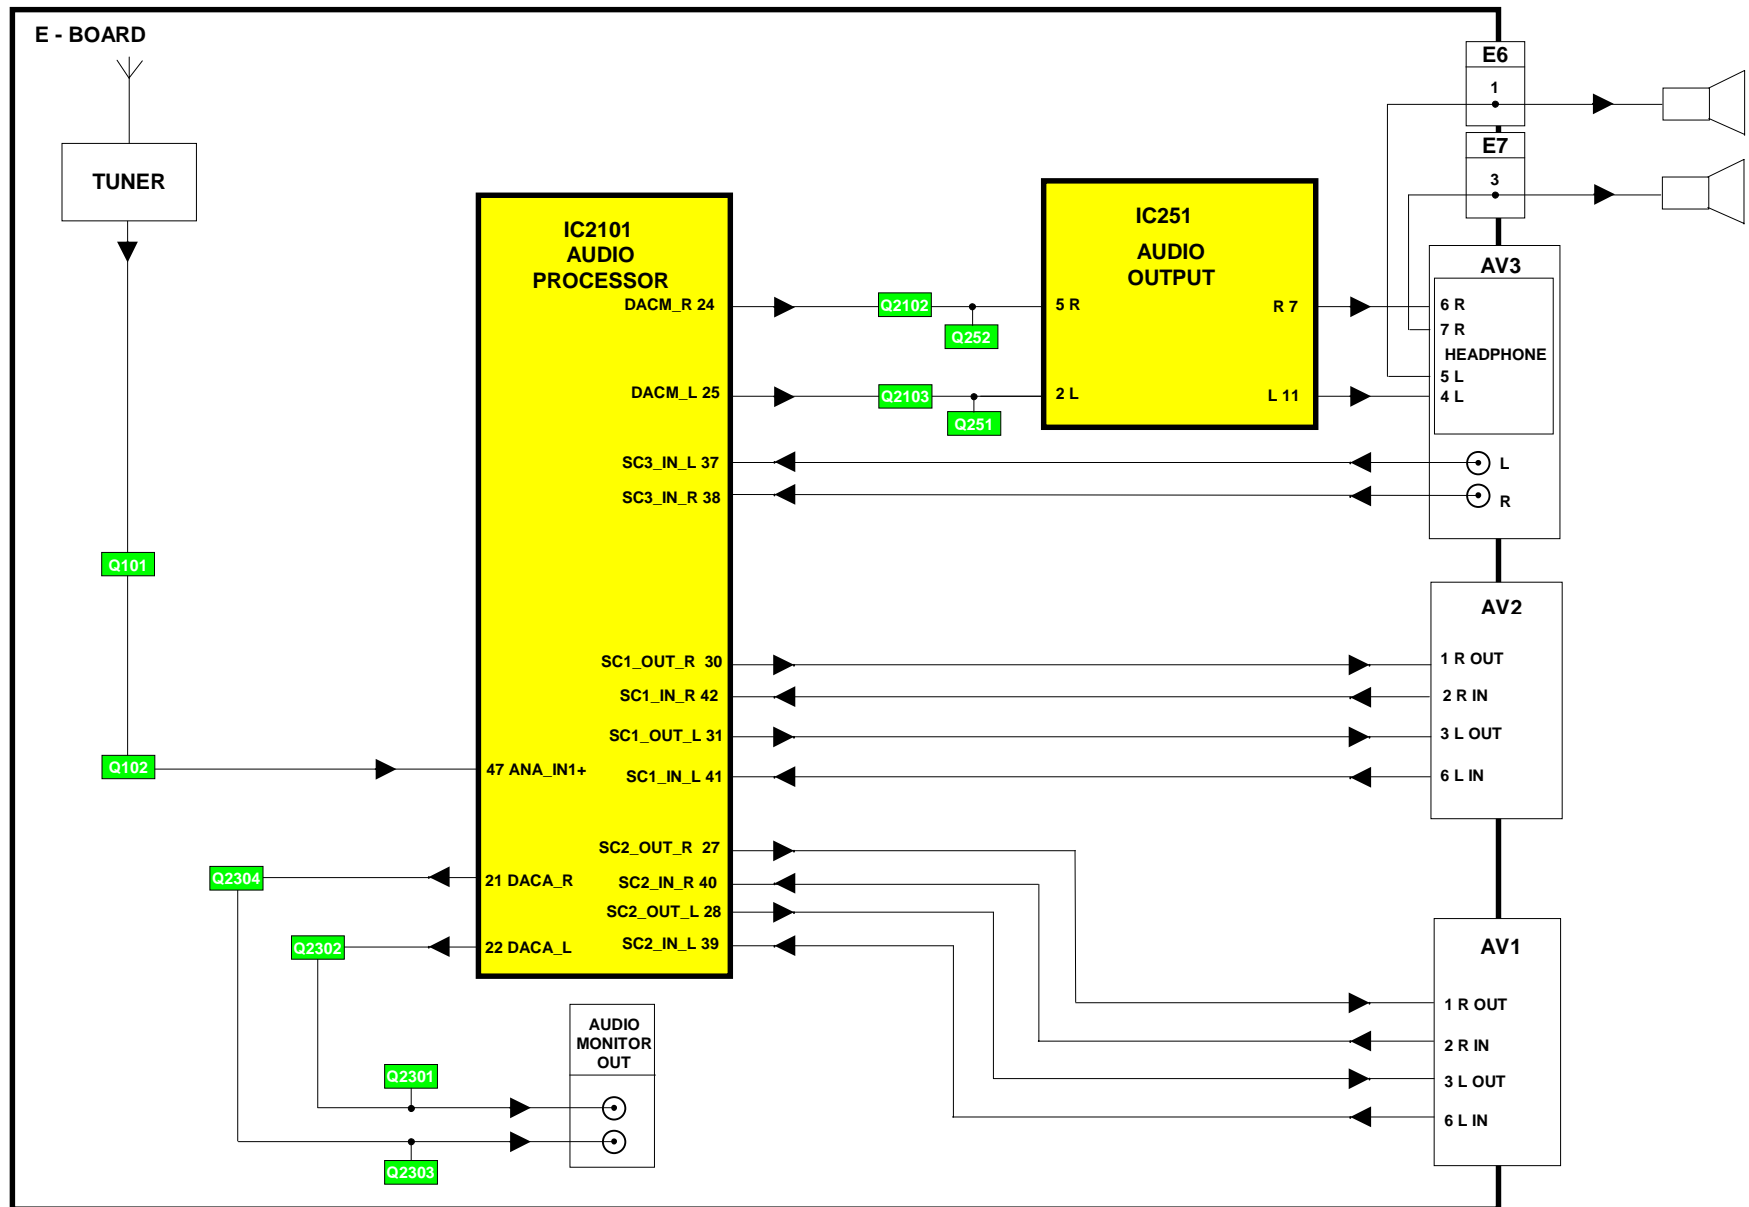 E - BOARD
TUNER
Q101
Q102
IC2101
AUDIO
PROCESSOR
DACM_R 24
DACM_L 25
SC3_IN_L 37
SC3_IN_R 38
SC1_OUT_R 30
SC1_IN_R 42
SC1_OUT_L 31
47 ANA_IN1+
SC1_IN_L 41
SC2_OUT_R 27
21 DACA_R
SC2_IN_R 40
SC2_OUT_L 28
22 DACA_L
SC2_IN_L 39
Q2304
Q2302
Q2301
Q2303
AUDIO
MONITOR
OUT
Q2102
Q252
Q2103
Q251
IC251
AUDIO
OUTPUT
5 R
R 7
2 L
L 11
E6
1
E7
3
AV3
6 R
7 R
HEADPHONE
5 L
4 L
L
R
AV2
1 R OUT
2 R IN
3 L OUT
6 L IN
AV1
1 R OUT
2 R IN
3 L OUT
6 L IN